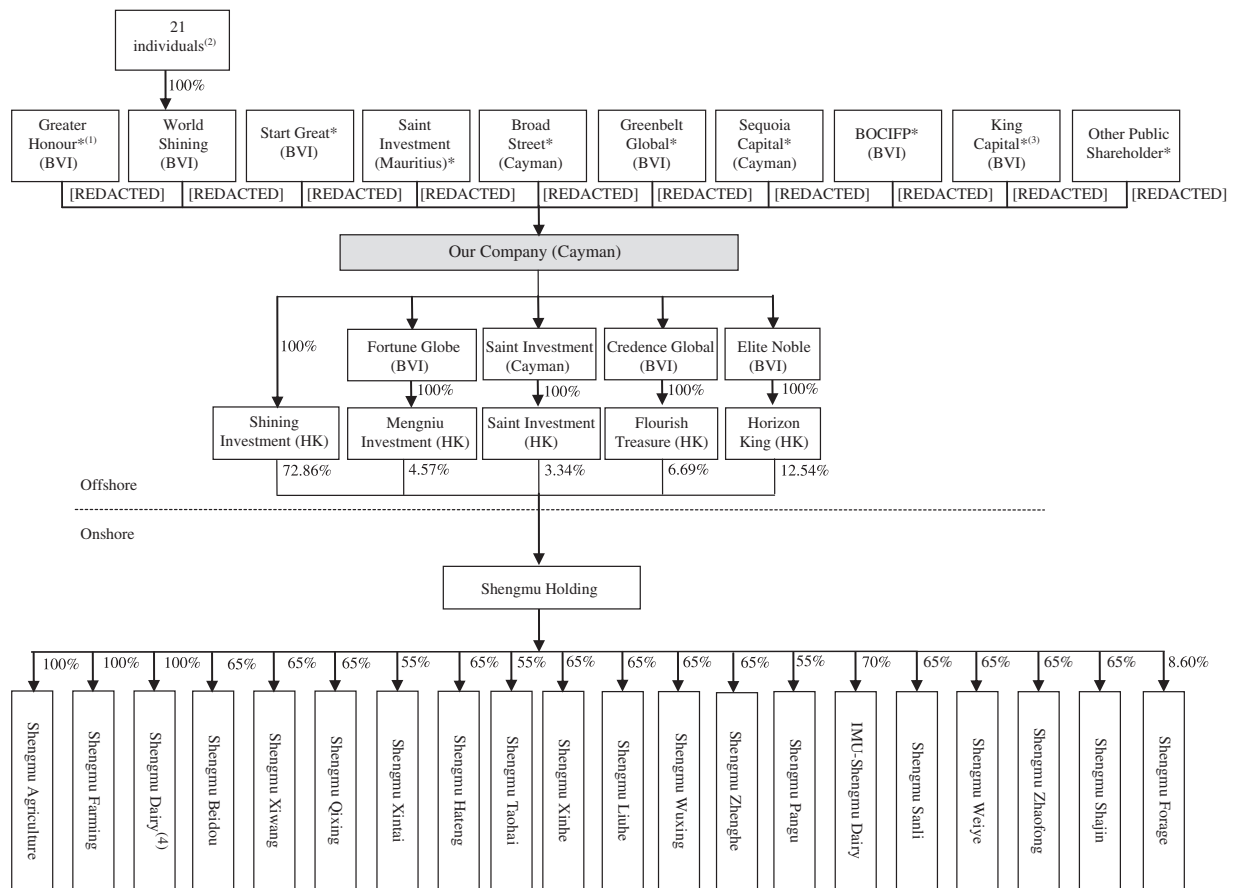 21
individuals(2)
100%
Greater
Honour*(1)
(BVI)
World
Shining
(BVI)
Start Great*
(BVI)
Saint
Investment
(Mauritius)*
Broad
Street*
(Cayman)
Greenbelt
Global*
(BVI)
Sequoia
Capital*
(Cayman)
BOCIFP*
(BVI)
King
Capital*(3)
(BVI)
Other Public
Shareholder*
[REDACTED]
[REDACTED]
[REDACTED]
[REDACTED]
[REDACTED]
[REDACTED]
[REDACTED]
[REDACTED]
[REDACTED]
[REDACTED]
Our Company (Cayman)
100%
Fortune Globe
(BVI)
Saint Investment
(Cayman)
Credence Global
(BVI)
Elite Noble
(BVI)
100%
100%
100%
100%
Shining
Investment (HK)
Mengniu
Investment (HK)
Saint Investment
(HK)
Flourish
Treasure (HK)
Horizon
King (HK)
72.86%
4.57%
3.34%
6.69%
12.54%
Offshore
Onshore
Shengmu Holding
100%
100%
100%
65%
65%
65%
55%
65%
55%
65%
65%
65%
65%
55%
70%
65%
65%
65%
65%
8.60%
Shengmu Agriculture
Shengmu Farming
Shengmu Dairy(4)
Shengmu Beidou
Shengmu Xiwang
Shengmu Qixing
Shengmu Xintai
Shengmu Hateng
Shengmu Taohai
Shengmu Xinhe
Shengmu Liuhe
Shengmu Wuxing
Shengmu Zhenghe
Shengmu Pangu
IMU-Shengmu Dairy
Shengmu Sanli
Shengmu Weiye
Shengmu Zhaofong
Shengmu Shajin
Shengmu Forage